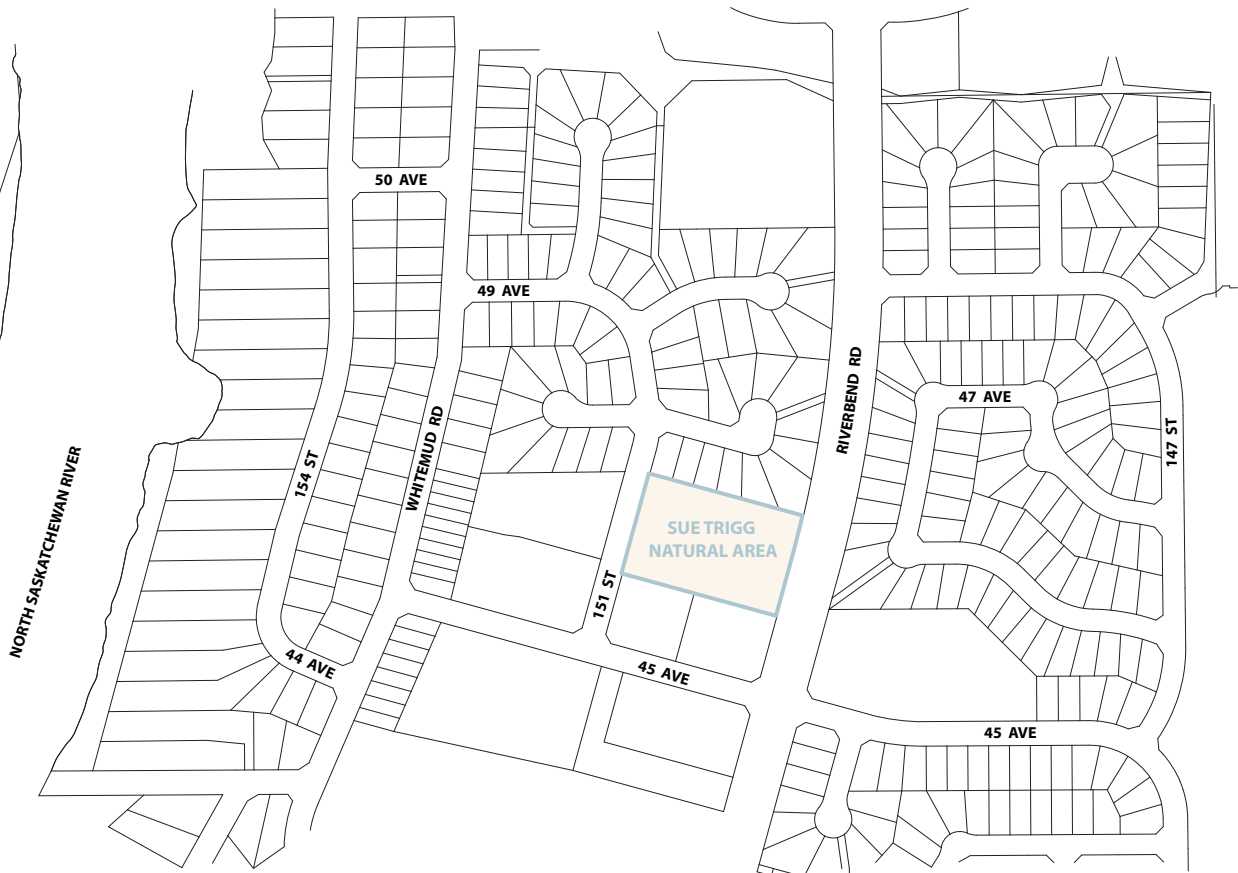 50 AVE
49 AVE
RIVERBEND RD
47 AVE
WHITEMUD RD
147 ST
154 ST
NORTH SASKATCHEWAN RIVER
SUE TRIGG
NATURAL AREA
151 ST
44 AVE
45 AVE
45 AVE